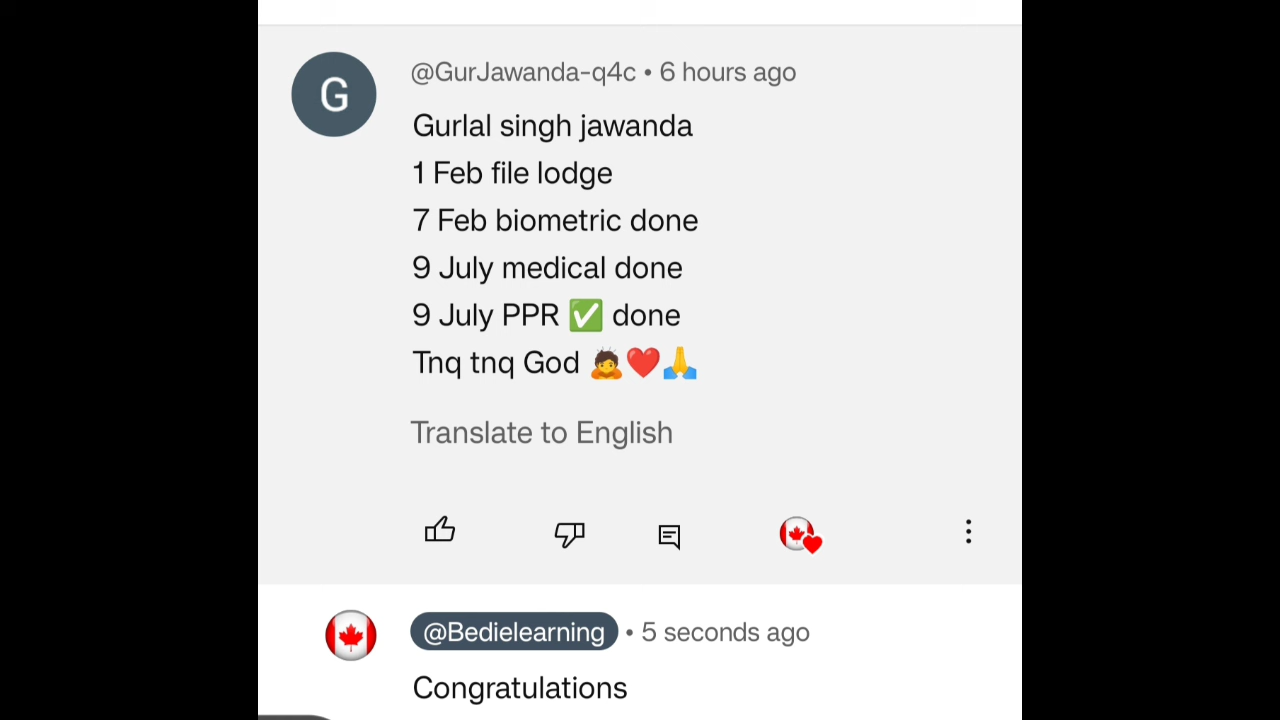 G
@GurJawanda-q4c • 6 hours ago
Gurlal singh jawanda
1 Feb file lodge
7 Feb biometric done
9 July medical done
9 July PPR ✅ done
Tnq tnq God 🙇❤️🙏
Translate to English
@Bedielearning • 5 seconds ago
Congratulations